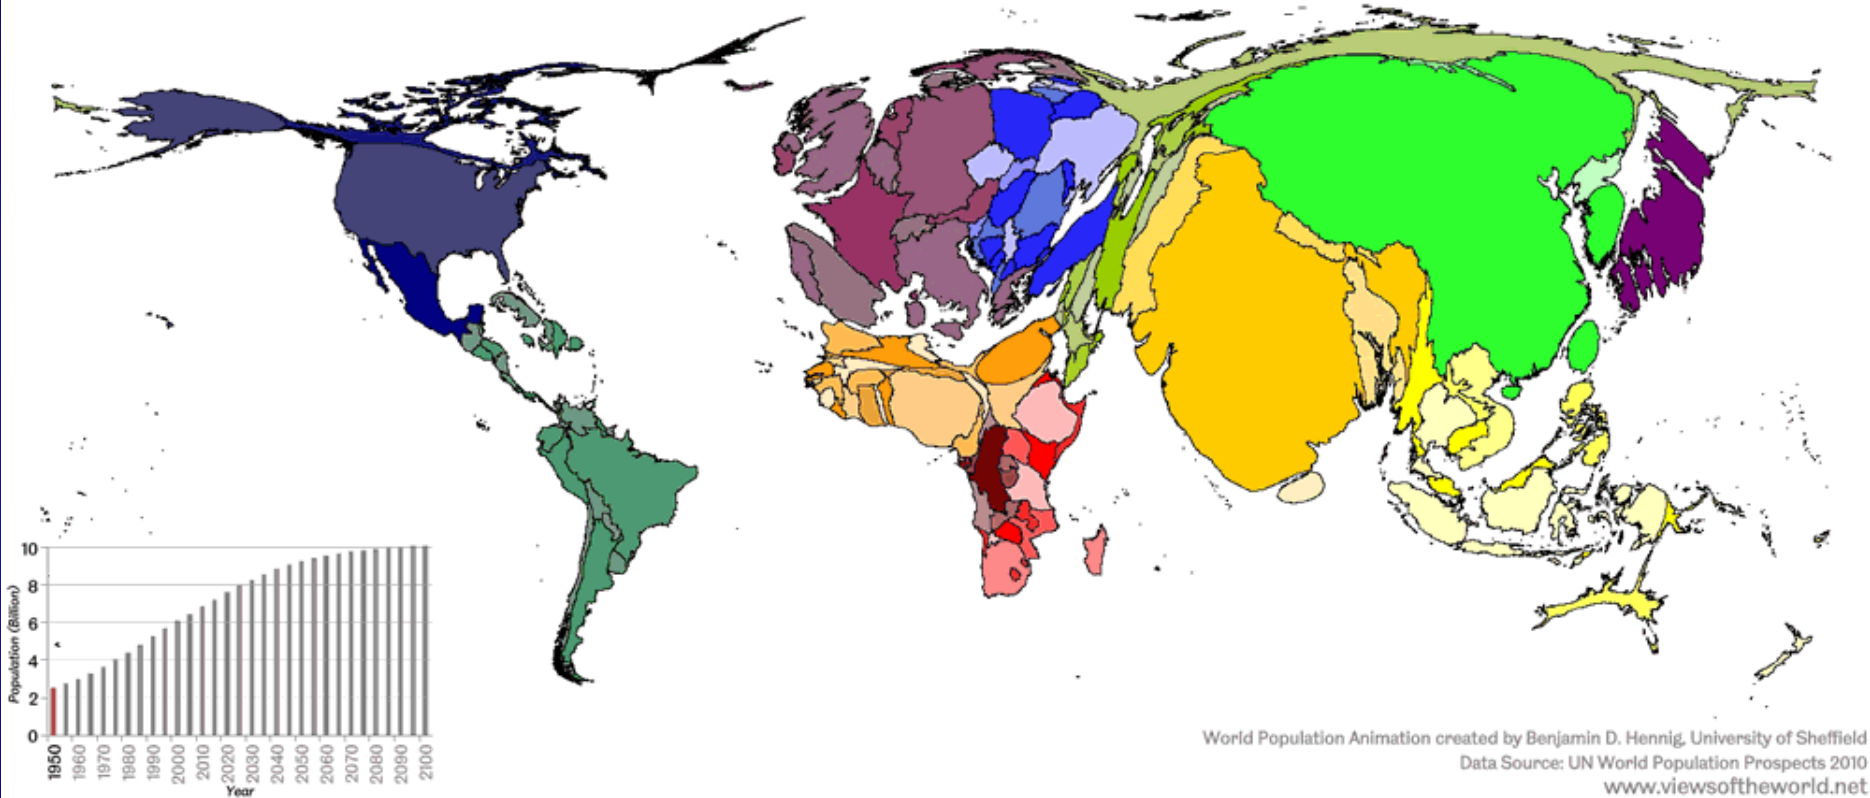 10
8
6
4
2
0
Population (Billion)
1950 1960 1970 1980 1990 2000 2010 2020 2030 2040 2050 2060 2070 2080 2090 2100
Year
World Population Animation created by Benjamin D. Hennig, University of Sheffield
Data Source: UN World Population Prospects 2010
www.viewsoftheworld.net